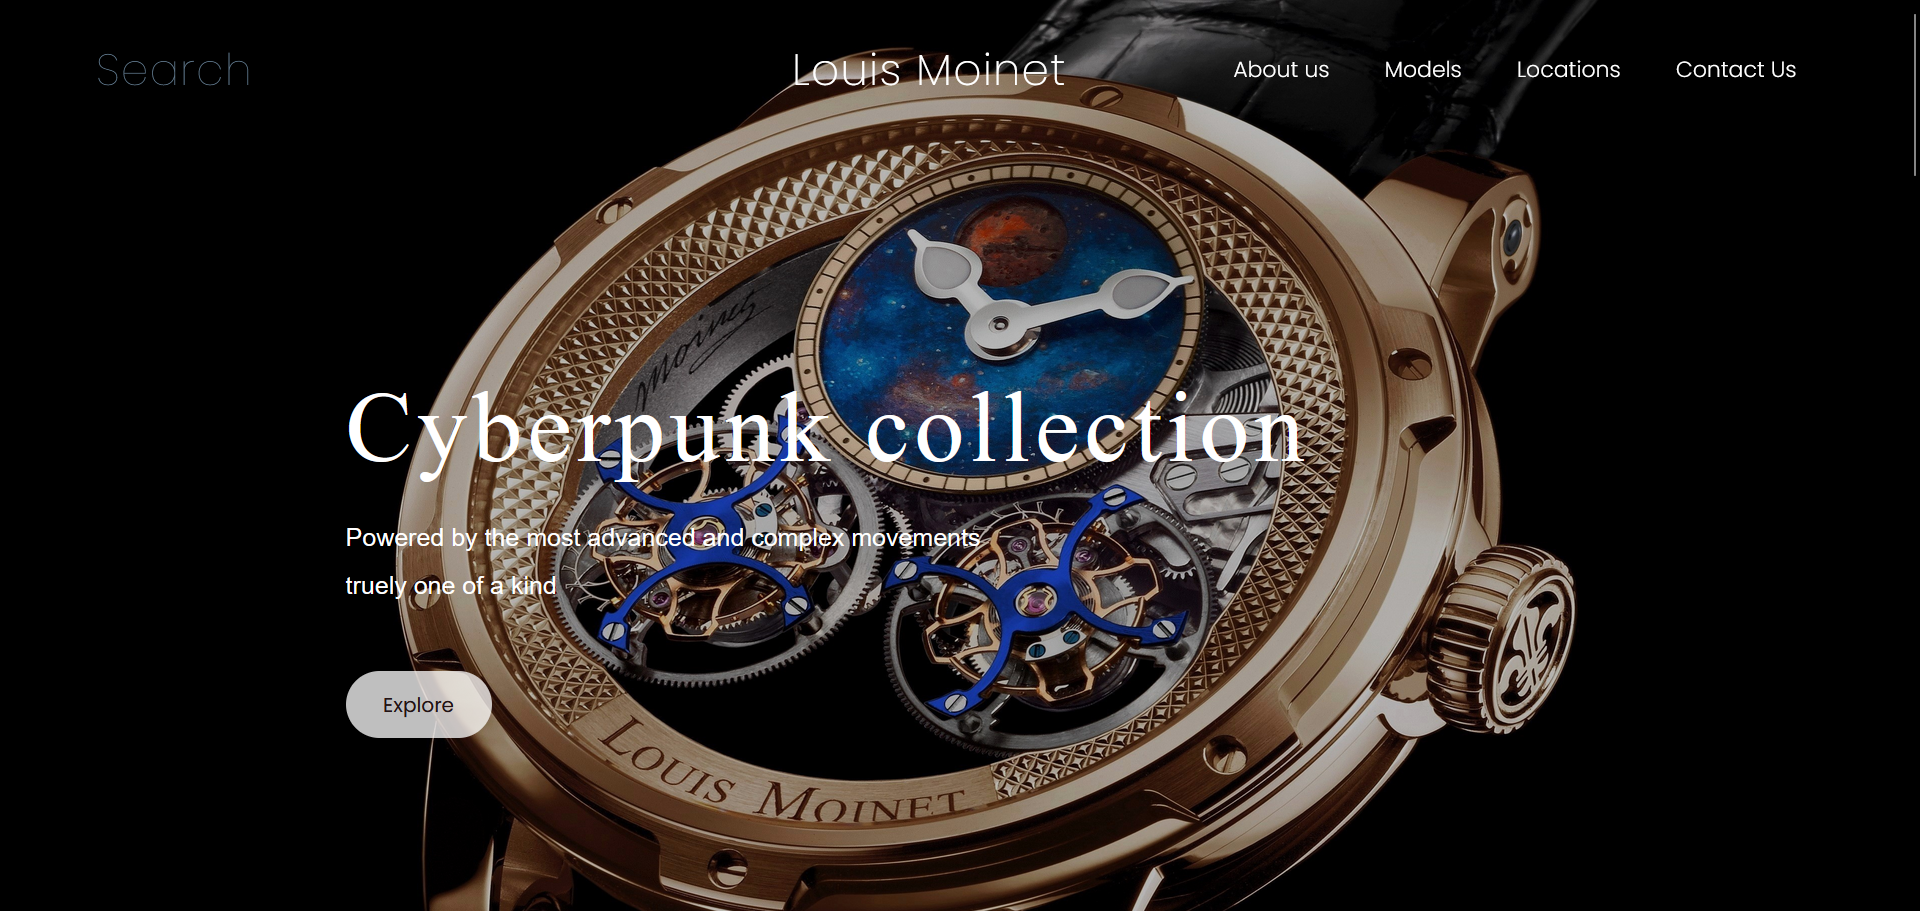 Search
Louis Moinet
About us
Models
Locations
Contact Us
Moinet
Cyberpunk collection
Powered by the most advanced and complex movements
truely one of a kind
Explore
LOUIS MOINET